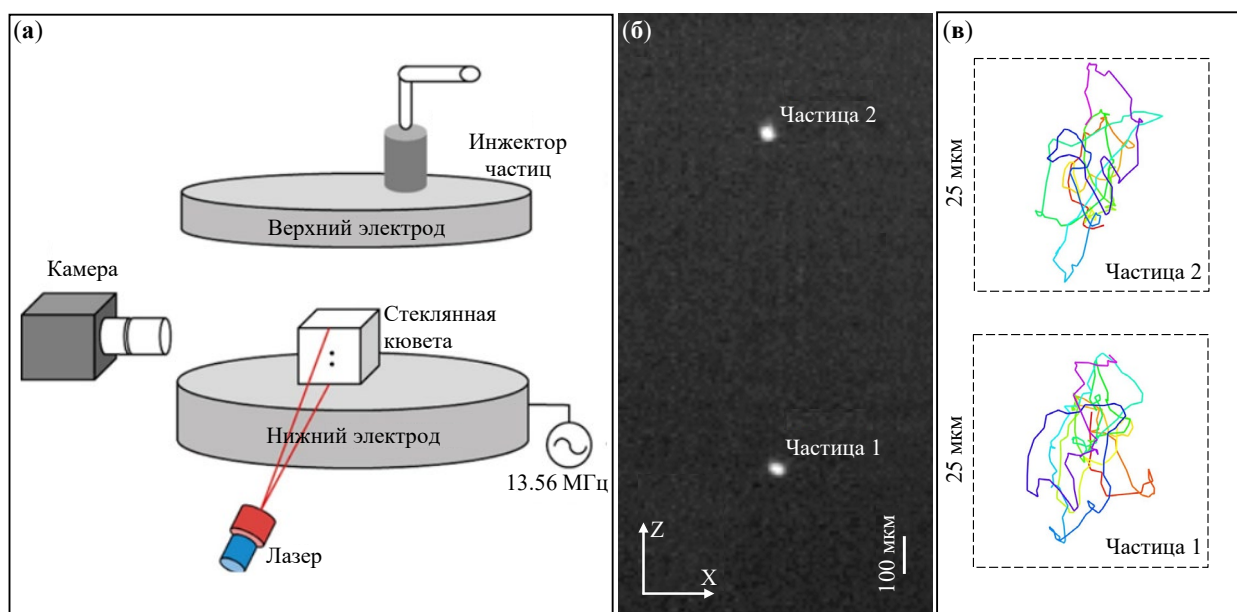 (а)
Инжектор
частиц
Верхний электрод
Камера
Стеклянная
кювета
Нижний электрод
13.56 МГц
Лазер
(б)
Частица 2
Частица 1
Z
X
100 мкм
(в)
25 мкм
Частица 2
25 мкм
Частица 1